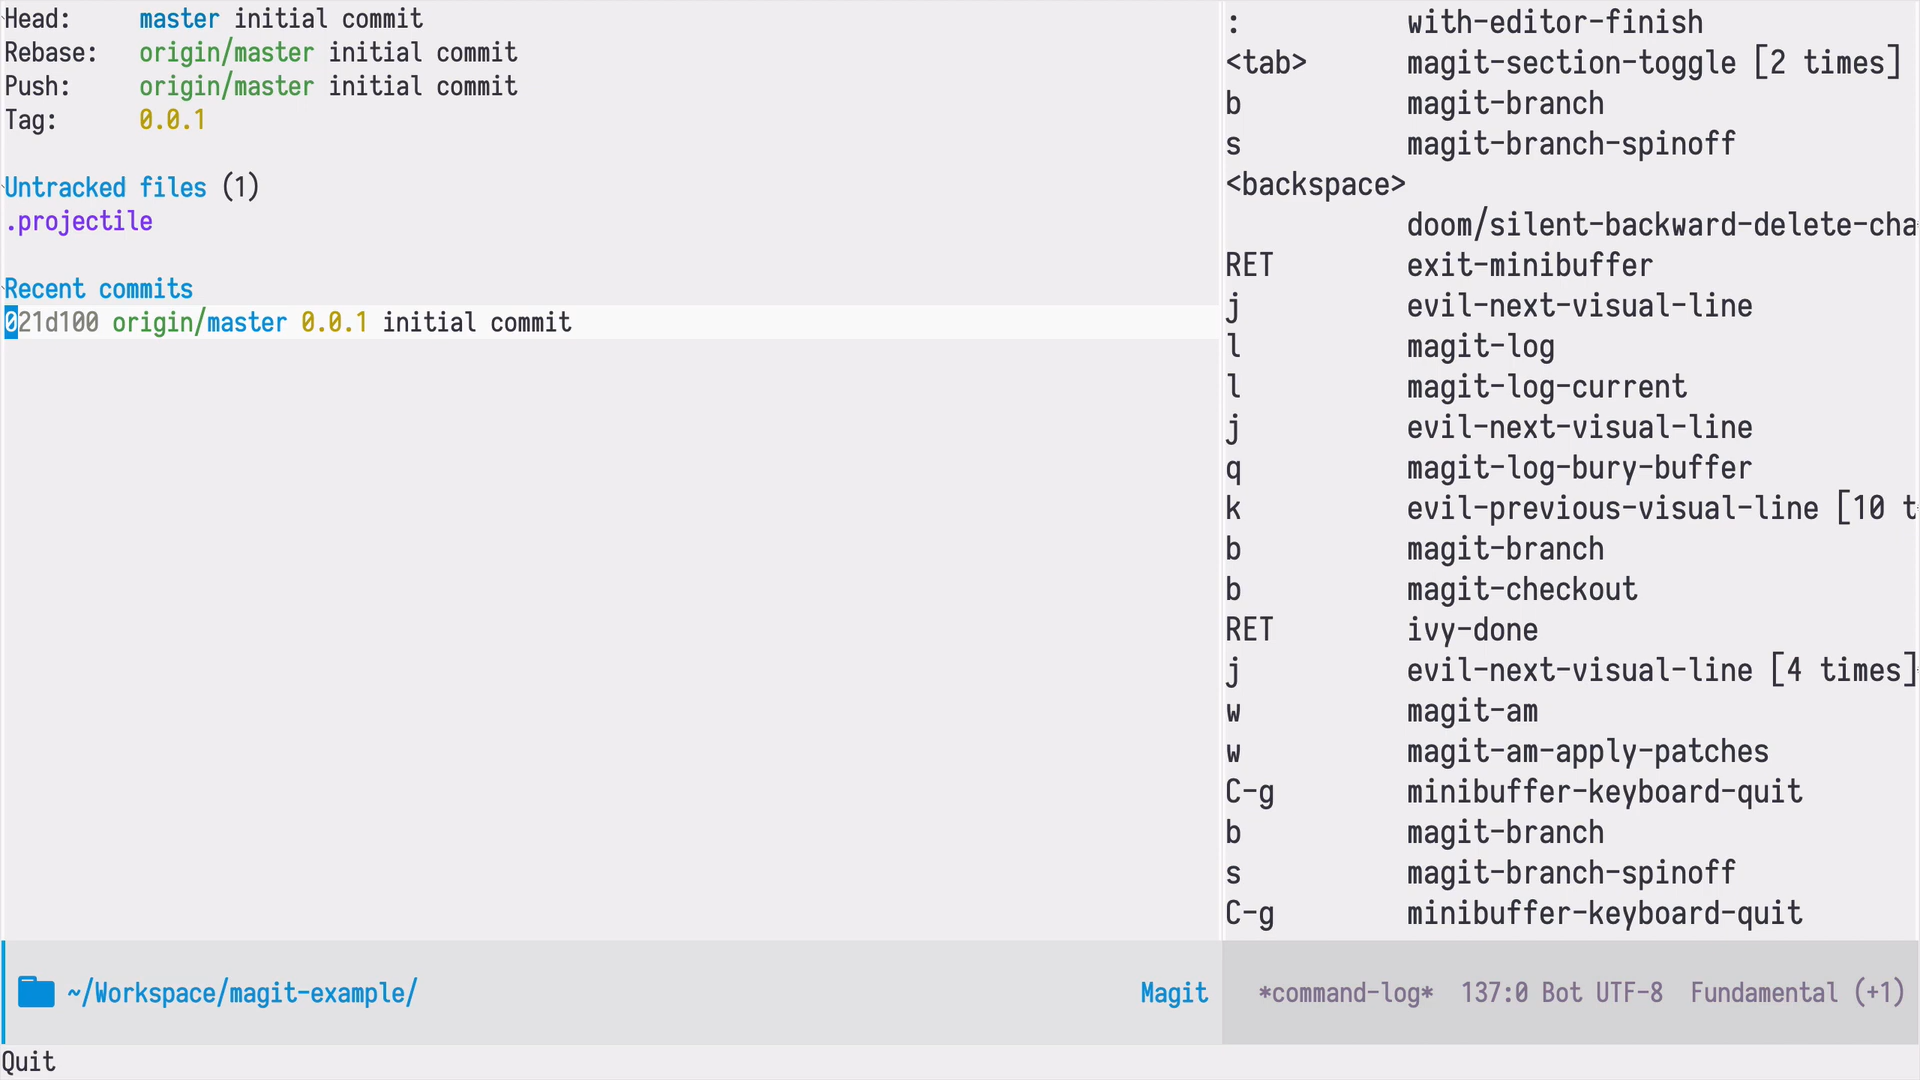 Head:     master initial commit
Rebase:   origin/master initial commit
Push:     origin/master initial commit
Tag:      0.0.1
Untracked files (1)
.projectile
Recent commits
021d100 origin/master 0.0.1 initial commit
~/Workspace/magit-example/ Magit
:          with-editor-finish
<tab>      magit-section-toggle [2 times]
b          magit-branch
s          magit-branch-spinoff
<backspace>
           doom/silent-backward-delete-cha
RET        exit-minibuffer
j          evil-next-visual-line
l          magit-log
l          magit-log-current
j          evil-next-visual-line
q          magit-log-bury-buffer
k          evil-previous-visual-line [10 t
b          magit-branch
b          magit-checkout
RET        ivy-done
j          evil-next-visual-line [4 times]
w          magit-am
w          magit-am-apply-patches
C-g        minibuffer-keyboard-quit
b          magit-branch
s          magit-branch-spinoff
C-g        minibuffer-keyboard-quit
*command-log*  137:0 Bot UTF-8  Fundamental (+1)
Quit